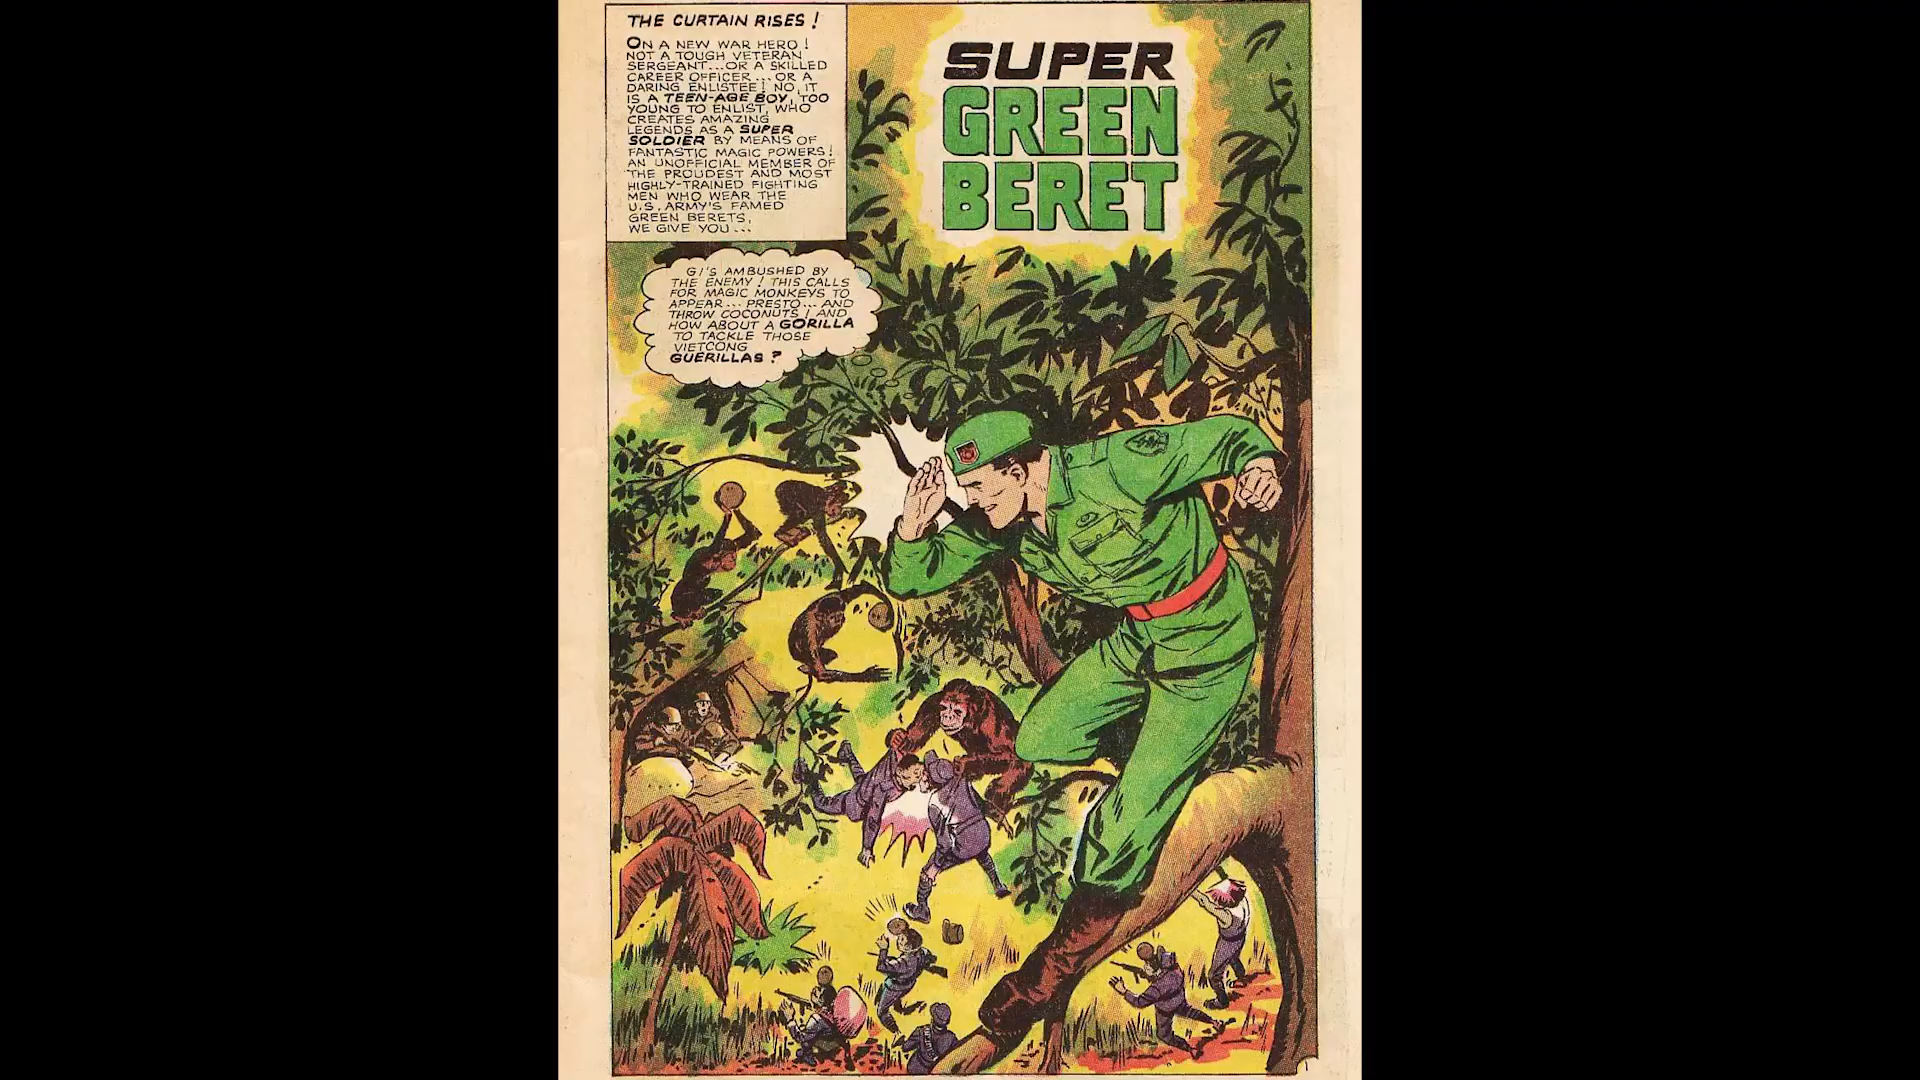 THE CURTAIN RISES!
ON A NEW WAR HERO!
NOT A TOUGH VETERAN
SERGEANT...OR A SKILLED
CAREER OFFICER...OR A
DARING ENLISTEE! NO, IT
IS A TEEN-AGE BOY, TOO
YOUNG TO ENLIST, WHO
CREATES AMAZING
LEGENDS AS A SUPER
SOLDIER BY MEANS OF
FANTASTIC MAGIC POWERS!
AN UNOFFICIAL MEMBER OF
THE PROUDEST AND MOST
HIGHLY-TRAINED FIGHTING
MEN WHO WEAR THE
U.S. ARMY'S FAMED
GREEN BERETS,
WE GIVE YOU...
SUPER
GREEN
BERET
GI'S AMBUSHED BY
THE ENEMY! THIS CALLS
FOR MAGIC MONKEYS TO
APPEAR... PRESTO... AND
THROW COCONUTS! AND
HOW ABOUT A GORILLA
TO TACKLE THOSE
VIETCONG
GUERILLAS?
1